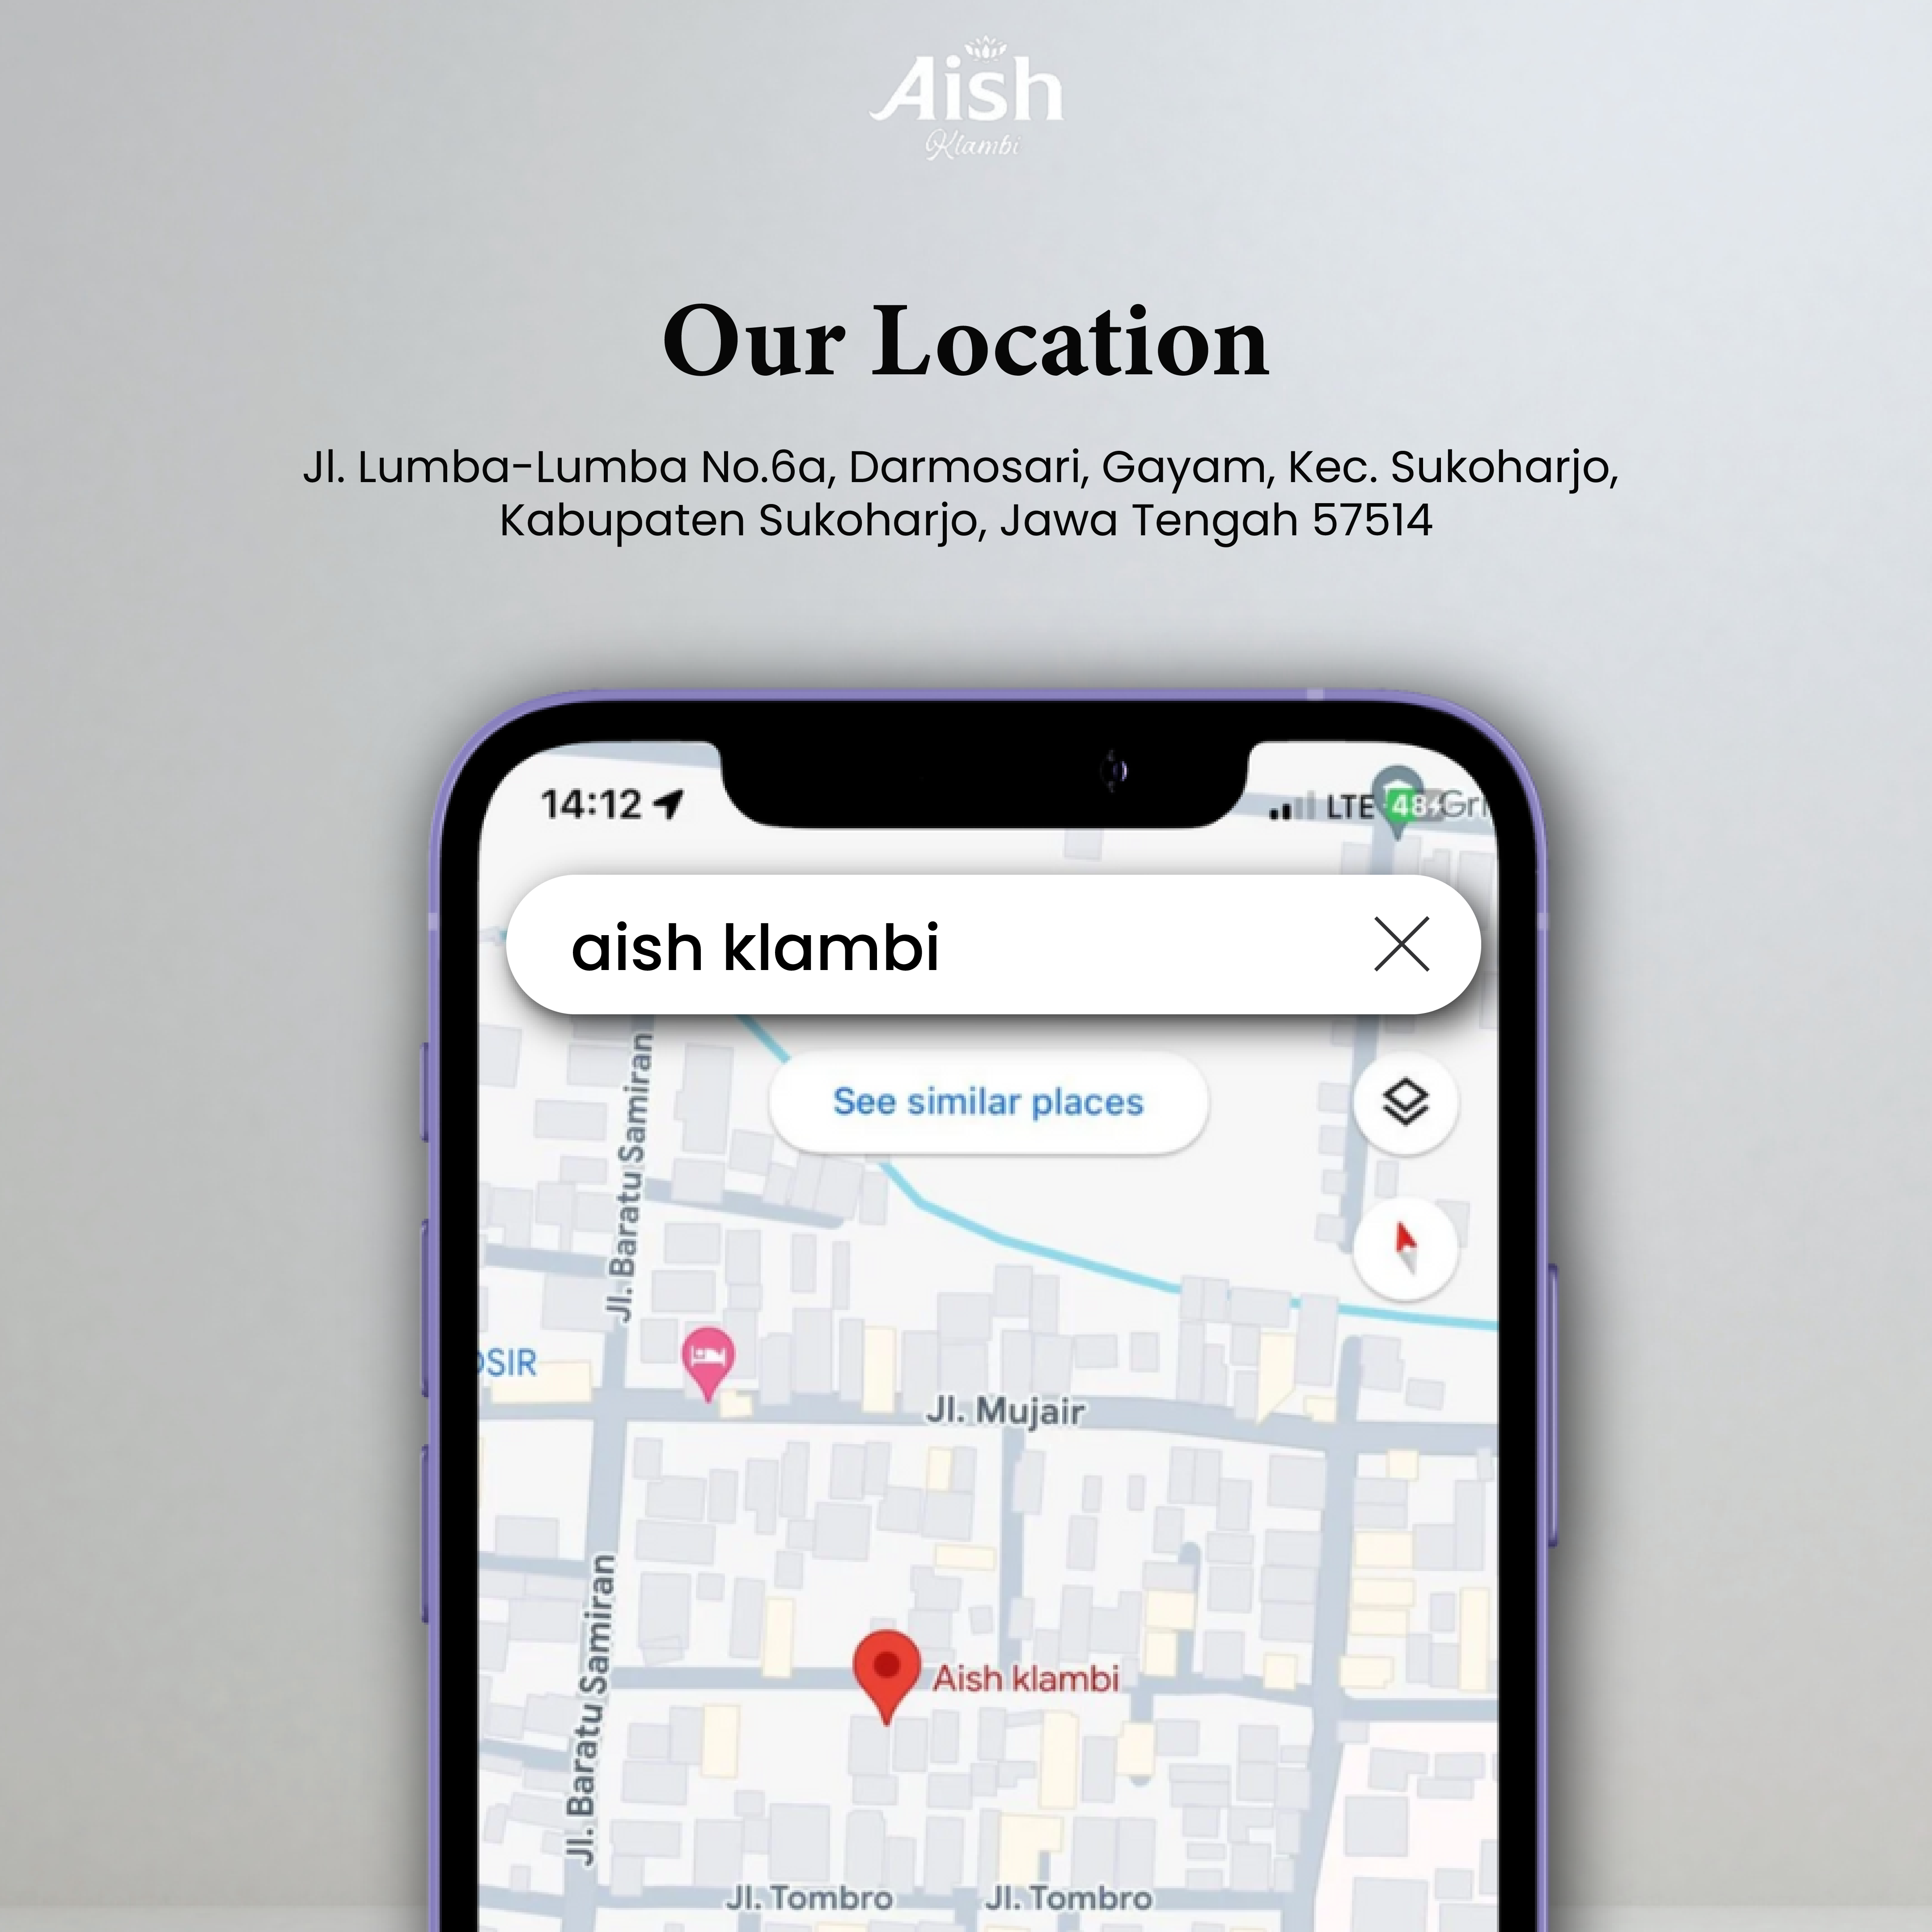 Aish
Klambi
Our Location
Jl. Lumba-Lumba No.6a, Darmosari, Gayam, Kec. Sukoharjo,
Kabupaten Sukoharjo, Jawa Tengah 57514
14:12 LTE 48 Gri
aish klambi
See similar places
Jl. Baratu Samiran
OSIR
Jl. Mujair
Jl. Baratu Samiran
Aish klambi
Jl. Tombro Jl. Tombro